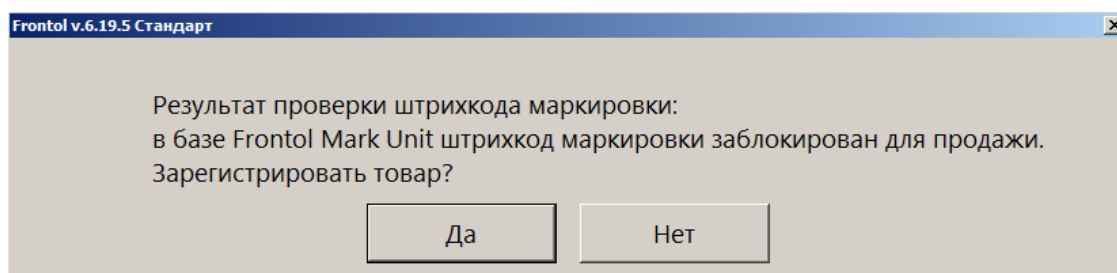 Frontol v.6.19.5 Стандарт
Результат проверки штрихкода маркировки:
в базе Frontol Mark Unit штрихкод маркировки заблокирован для продажи.
Зарегистрировать товар?
Да Нет